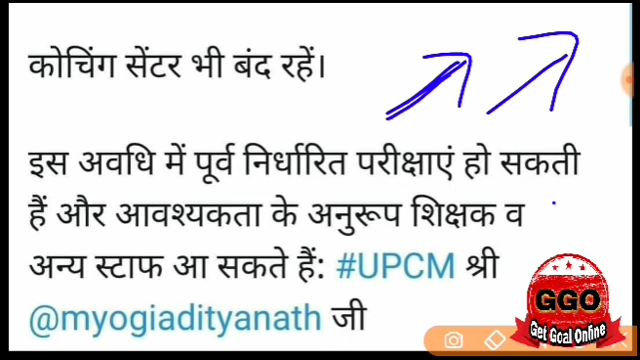 कोचिंग सेंटर भी बंद रहें।
इस अवधि में पूर्व निर्धारित परीक्षाएं हो सकती
हैं और आवश्यकता के अनुरूप शिक्षक व
अन्य स्टाफ आ सकते हैं: #UPCM श्री
@myogiadityanath जी
GGO
Get Goal Online